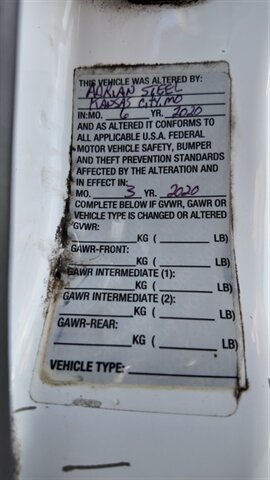 THIS VEHICLE WAS ALTERED BY:
ADRIAN STEEL
KANSAS CITY, MO
IN:MO. 6 YR. 2020
AND AS ALTERED IT CONFORMS TO
ALL APPLICABLE U.S.A. FEDERAL
MOTOR VEHICLE SAFETY, BUMPER
AND THEFT PREVENTION STANDARDS
AFFECTED BY THE ALTERATION AND
IN EFFECT IN:
MO. 3 YR. 2020
COMPLETE BELOW IF GVWR, GAWR OR
VEHICLE TYPE IS CHANGED OR ALTERED
GVWR:
KG ( LB)
GAWR-FRONT:
KG ( LB)
GAWR INTERMEDIATE (1):
KG ( LB)
GAWR INTERMEDIATE (2):
KG ( LB)
GAWR-REAR:
KG ( LB)
VEHICLE TYPE: